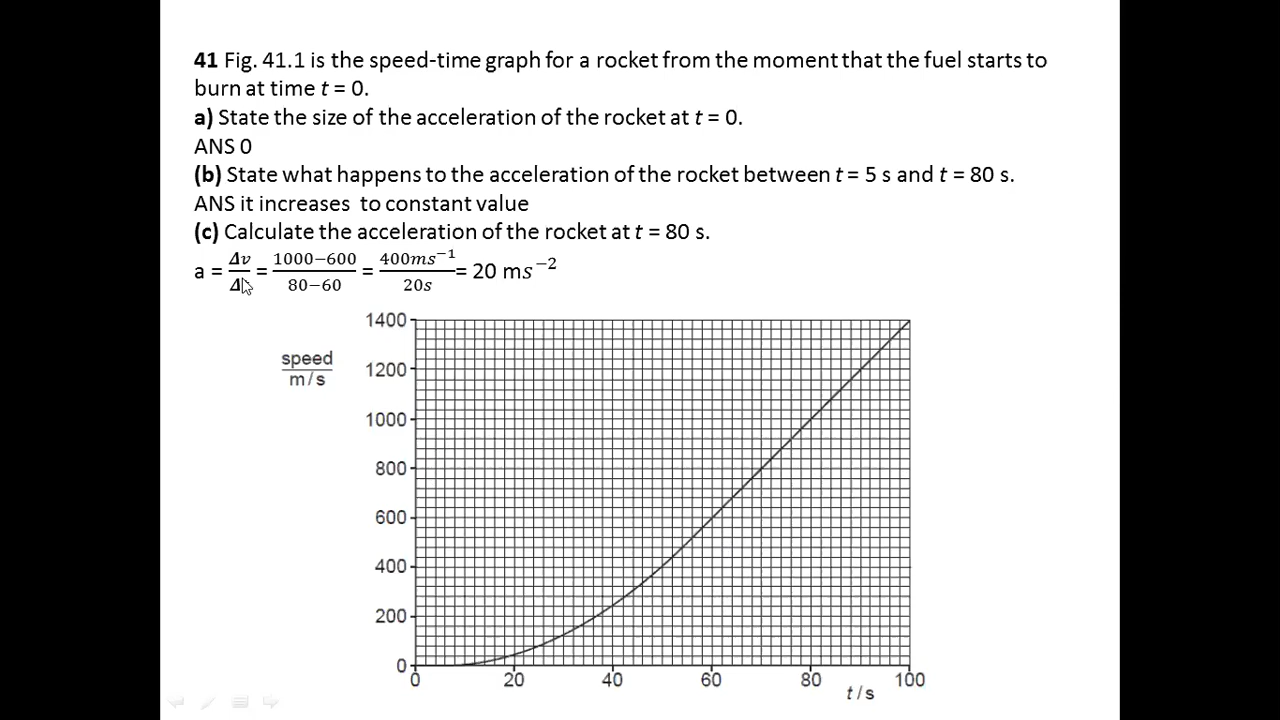 41 Fig. 41.1 is the speed-time graph for a rocket from the moment that the fuel starts to
burn at time t = 0.
a) State the size of the acceleration of the rocket at t = 0.
ANS 0
(b) State what happens to the acceleration of the rocket between t = 5 s and t = 80 s.
ANS it increases to constant value
(c) Calculate the acceleration of the rocket at t = 80 s.
a = Δv/Δ = 1000−600/80−60 = 400ms⁻¹/20s = 20 ms⁻²
1400
speed
m/s
1200
1000
800
600
400
200
0
0 20 40 60 80 100
t/s